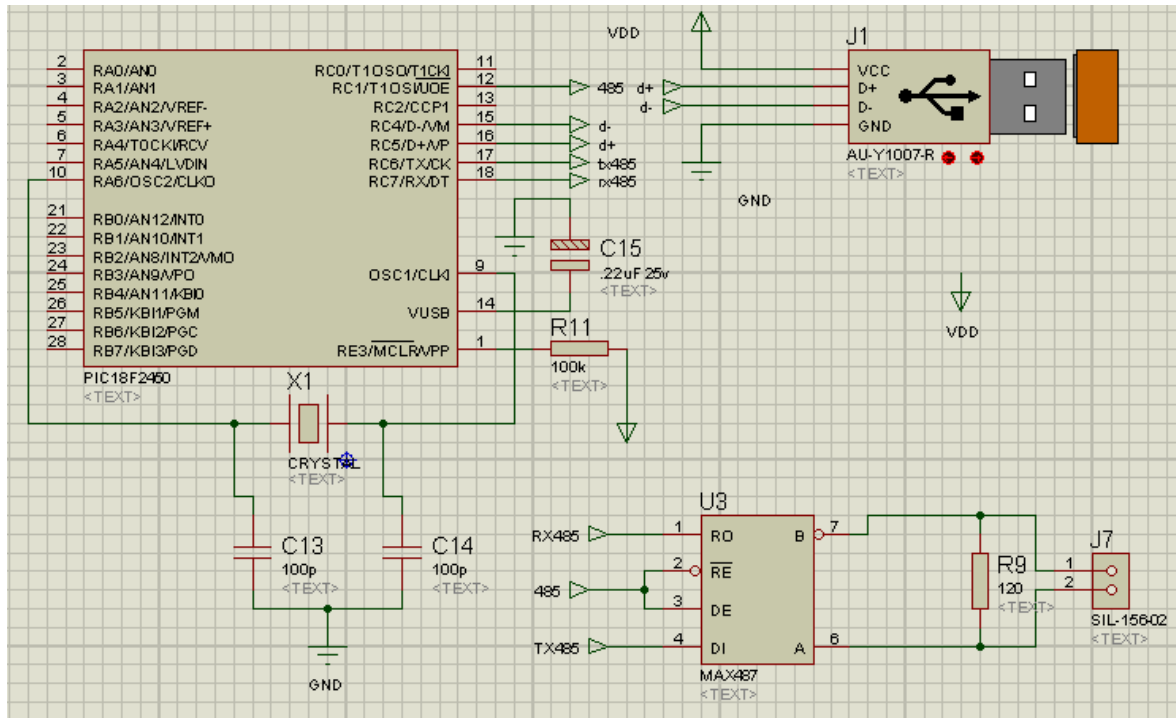 2 RA0/AN0
3 RA1/AN1
4 RA2/AN2/VREF-
5 RA3/AN3/VREF+
6 RA4/TOCKI/RCV
7 RA5/AN4/LVDIN
10 RA6/OSC2/CLKO
21 RB0/AN12/INT0
22 RB1/AN10/INT1
23 RB2/AN8/INT2/VMO
24 RB3/AN9/VPO
25 RB4/AN11/KBI0
26 RB5/KBI1/PGM
27 RB6/KBI2/PGC
28 RB7/KBI3/PGD
RC0/T1OSO/T1CKI 11
RC1/T1OSI/UOE 12 485
RC2/CCP1 13
RC4/D-/VM 15 d-
RC5/D+/VP 16 d+
RC6/TX/CK 17 tx485
RC7/RX/DT 18 rx485
OSC1/CLKI 9
VUSB 14
RE3/MCLR/VPP 1
PIC18F2450
<TEXT>
VDD
J1
VCC
d+ D+
d- D-
GND
AU-Y1007-R
<TEXT>
GND
C15
.22uF 25v
<TEXT>
VDD
R11
100k
<TEXT>
X1
CRYSTAL
<TEXT>
C13
100p
<TEXT>
C14
100p
<TEXT>
GND
U3
RX485 1 RO B 7
2 RE
485
3 DE
TX485 4 DI A 6
MAX487
<TEXT>
R9
120
<TEXT>
J7
1
2
SIL-156-02
<TEXT>